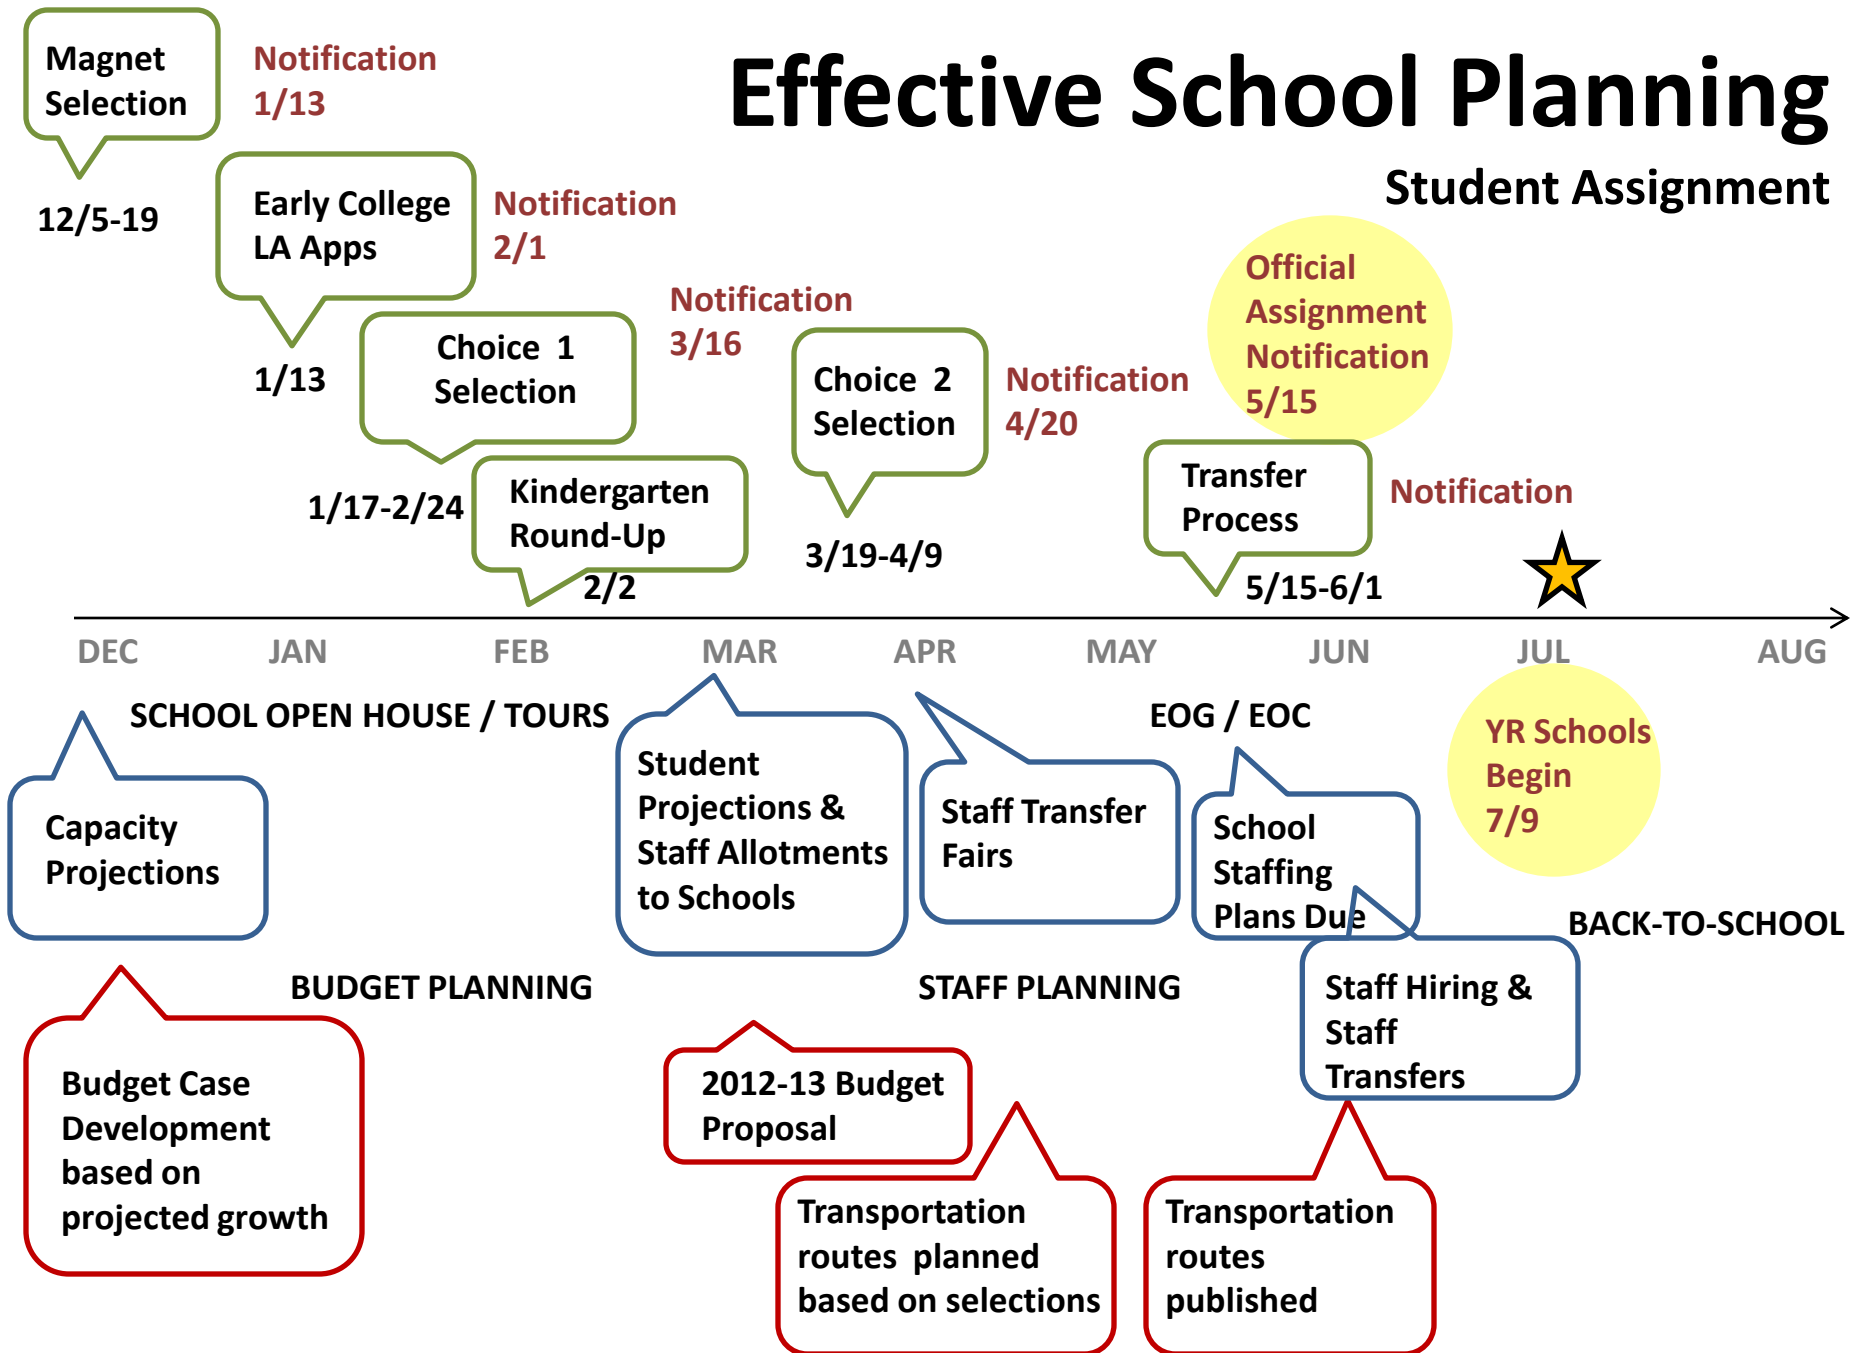 Effective School Planning
Student Assignment
Magnet
Selection
Notification
1/13
12/5-19
Early College
LA Apps
Notification
2/1
1/13
Choice  1
Selection
Notification
3/16
1/17-2/24
Kindergarten
Round-Up
2/2
Choice  2
Selection
Notification
4/20
3/19-4/9
Official
Assignment
Notification
5/15
Transfer
Process
Notification
5/15-6/1
DEC
JAN
FEB
MAR
APR
MAY
JUN
JUL
AUG
SCHOOL OPEN HOUSE / TOURS
EOG / EOC
Capacity
Projections
Student
Projections &
Staff Allotments
to Schools
Staff Transfer
Fairs
School
Staffing
Plans Due
YR Schools
Begin
7/9
BACK-TO-SCHOOL
BUDGET PLANNING
STAFF PLANNING
Staff Hiring &
Staff
Transfers
Budget Case
Development
based on
projected growth
2012-13 Budget
Proposal
Transportation
routes  planned
based on selections
Transportation
routes
published